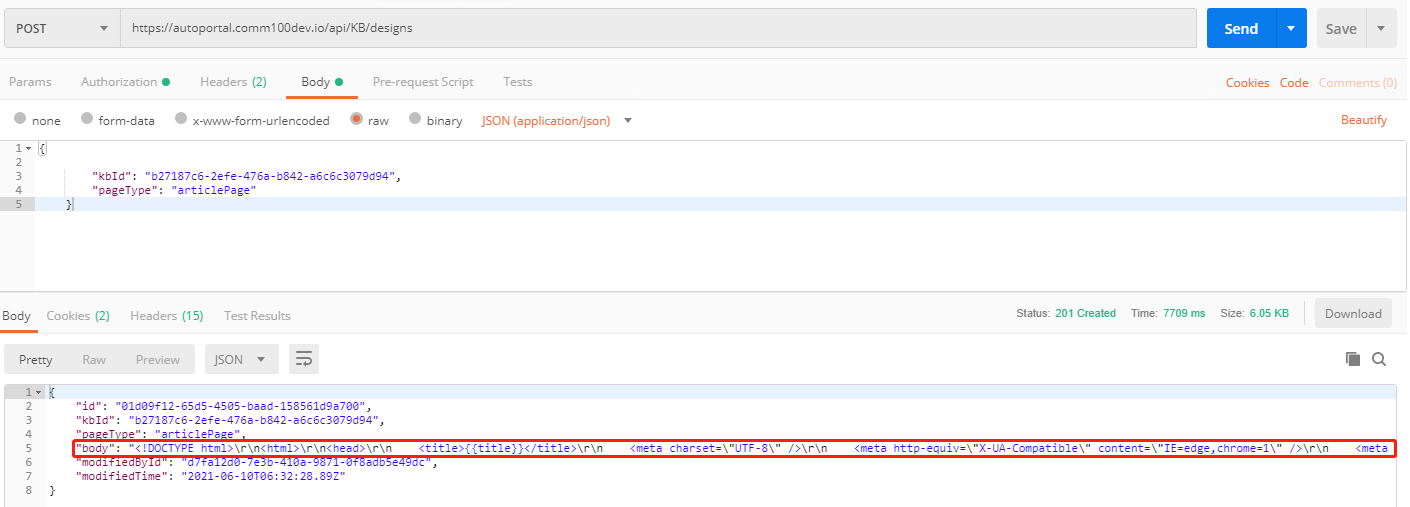 POST https://autoportal.comm100dev.io/api/KB/designs Send Save
Params Authorization Headers (2) Body Pre-request Script Tests Cookies Code Comments (0)
none form-data x-www-form-urlencoded raw binary JSON (application/json) Beautify
1 {
2
3 "kbId": "b27187c6-2efe-476a-b842-a6c6c3079d94",
4 "pageType": "articlePage"
5 }
Body Cookies (2) Headers (15) Test Results Status: 201 Created Time: 7709 ms Size: 6.05 KB Download
Pretty Raw Preview JSON
1 {
2 "id": "01d09f12-65d5-4505-baad-158561d9a700",
3 "kbId": "b27187c6-2efe-476a-b842-a6c6c3079d94",
4 "pageType": "articlePage",
5 "body": "<!DOCTYPE html>\r\n<html>\r\n<head>\r\n    <title>{{title}}</title>\r\n    <meta charset=\"UTF-8\" />\r\n    <meta http-equiv=\"X-UA-Compatible\" content=\"IE=edge,chrome=1\" />\r\n    <meta
6 "modifiedById": "d7fa12d0-7e3b-410a-9871-0f8adb5e49dc",
7 "modifiedTime": "2021-06-10T06:32:28.89Z"
8 }